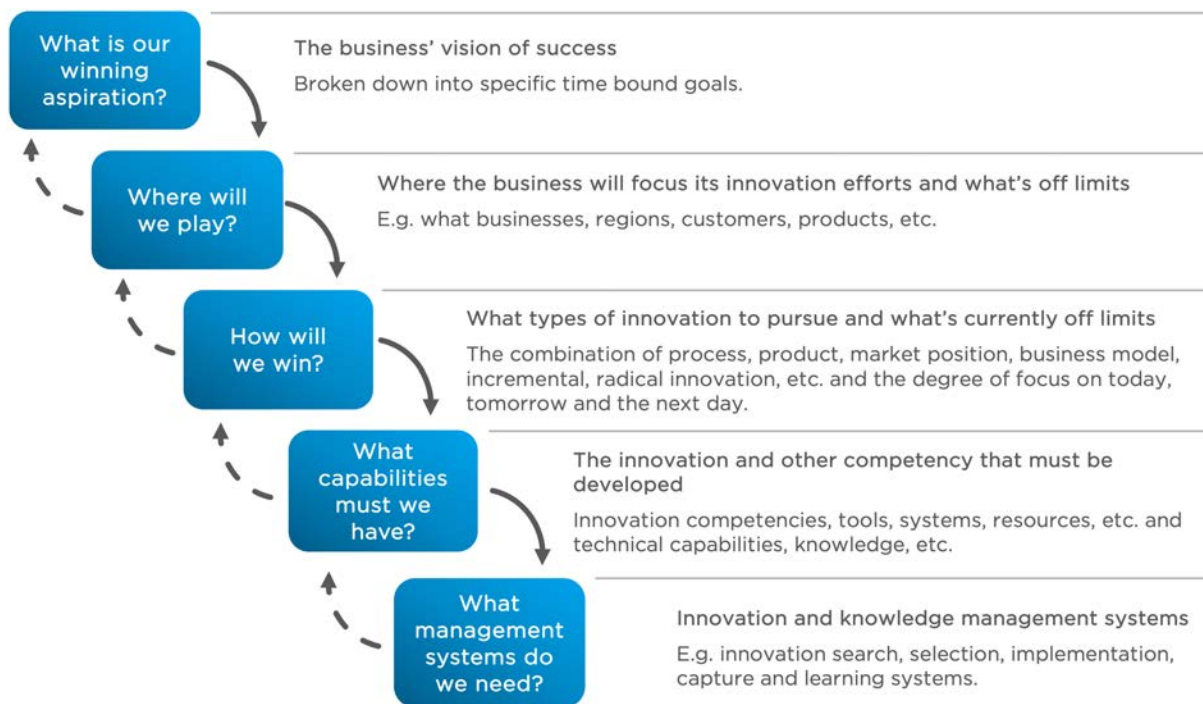 What is our
winning
aspiration?
The business’ vision of success
Broken down into specific time bound goals.
Where will
we play?
Where the business will focus its innovation efforts and what’s off limits
E.g. what businesses, regions, customers, products, etc.
How will
we win?
What types of innovation to pursue and what’s currently off limits
The combination of process, product, market position, business model,
incremental, radical innovation, etc. and the degree of focus on today,
tomorrow and the next day.
What
capabilities
must we
have?
The innovation and other competency that must be
developed
Innovation competencies, tools, systems, resources, etc. and
technical capabilities, knowledge, etc.
What
management
systems do
we need?
Innovation and knowledge management systems
E.g. innovation search, selection, implementation,
capture and learning systems.